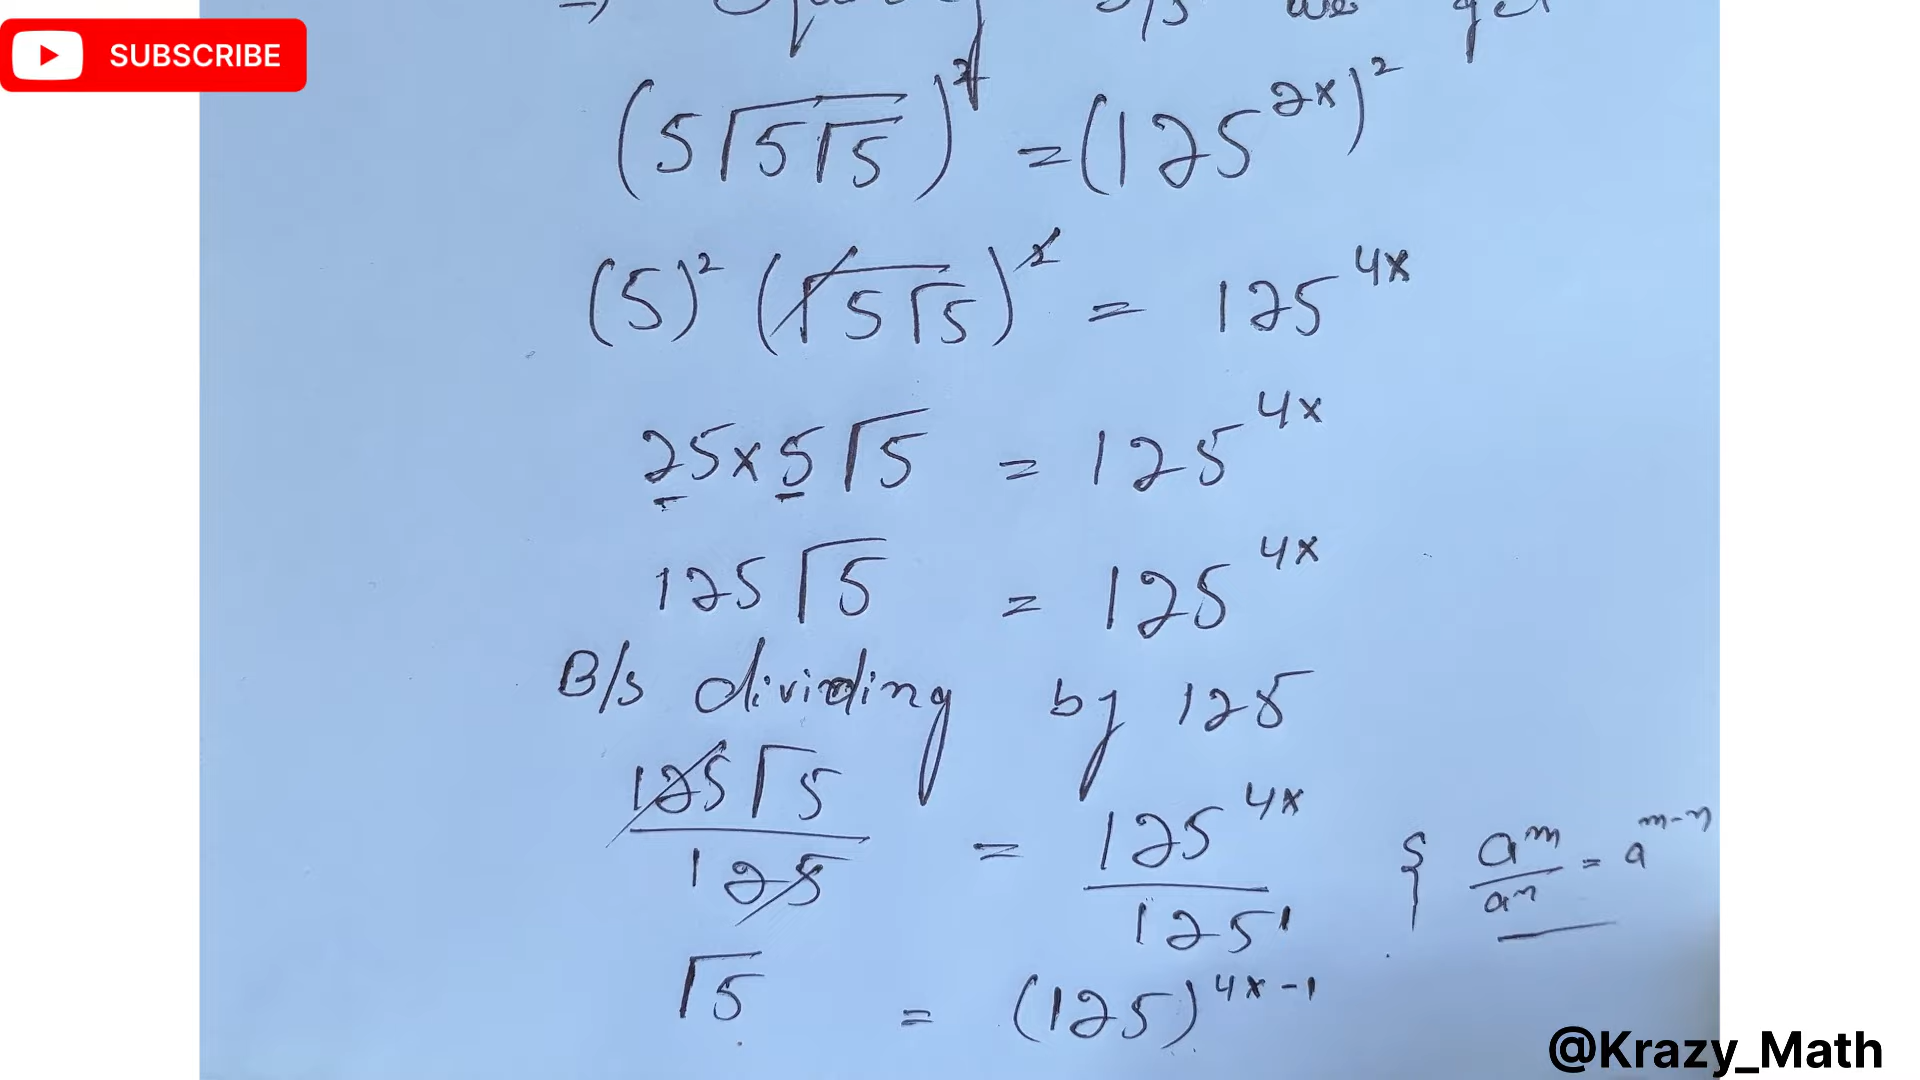 SUBSCRIBE
B/s we get
(5√(5√5))² = (125^2x)²
(5)² (√(5√5))² = 125^4x
25×5√5 = 125^4x
125√5 = 125^4x
B/s dividing by 125
125√5/125 = 125^4x/125¹ { a^m/a^n = a^m-n
√5 = (125)^4x-1
@Krazy_Math